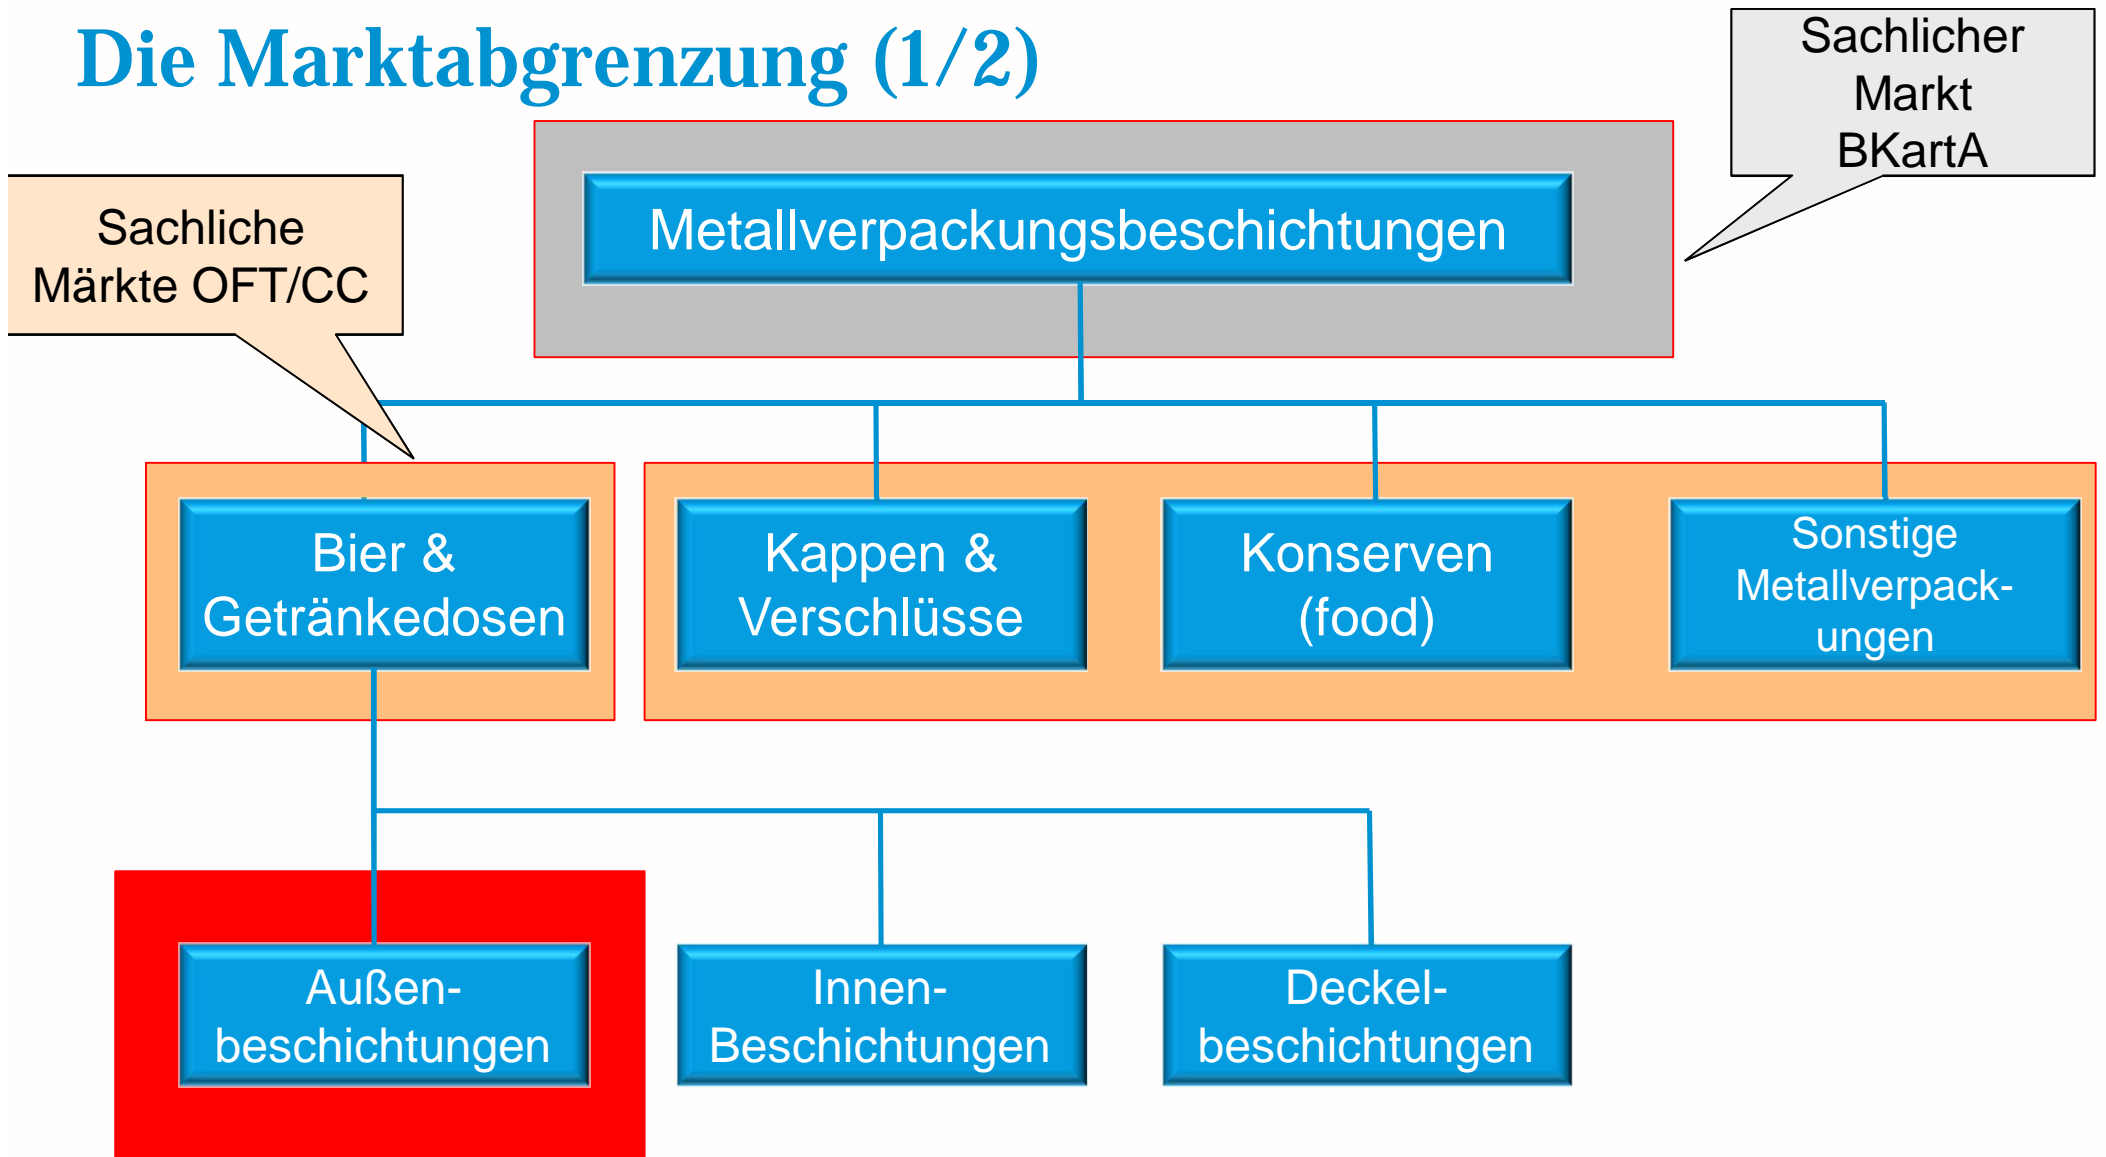 Die Marktabgrenzung (1/2)
Sachlicher
Markt
BKartA
Sachliche
Märkte OFT/CC
Metallverpackungsbeschichtungen
Bier &
Getränkedosen
Kappen &
Verschlüsse
Konserven
(food)
Sonstige
Metallverpack-
ungen
Außen-
beschichtungen
Innen-
Beschichtungen
Deckel-
beschichtungen